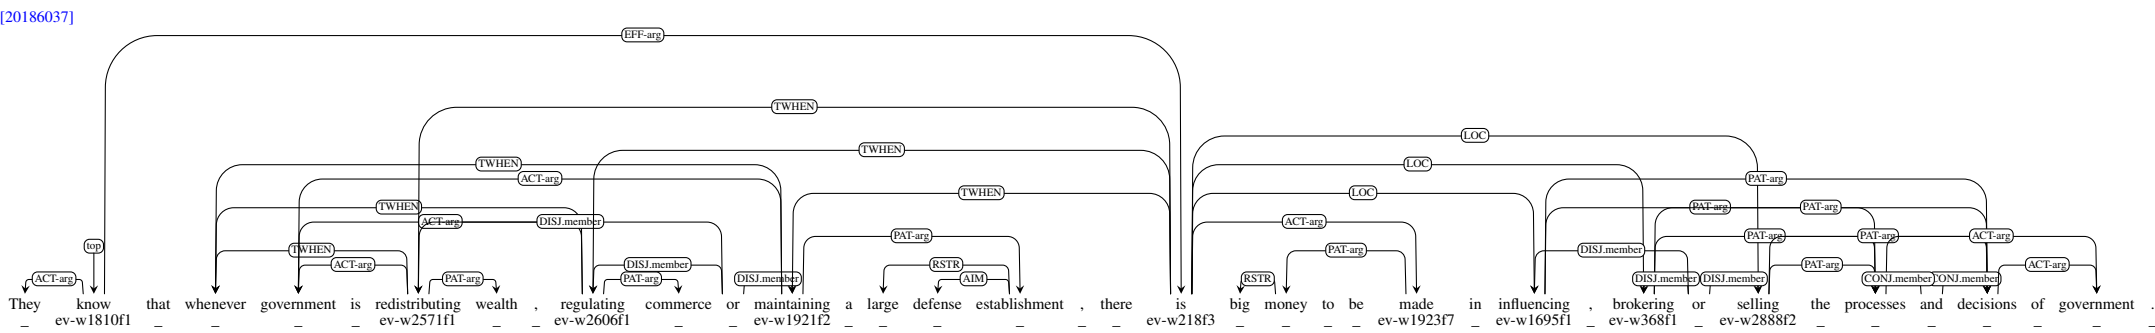 [20186037]
EFF-arg
TWHEN
LOC
TWHEN
TWHEN LOC
ACT-arg PAT-arg
TWHEN LOC
TWHEN PAT-arg PAT-arg
ACT-arg DISJ.member ACT-arg
PAT-arg PAT-arg PAT-arg ACT-arg
top TWHEN PAT-arg DISJ.member
ACT-arg DISJ.member RSTR PAT-arg ACT-arg
ACT-arg PAT-arg PAT-arg DISJ.member AIM RSTR DISJ.member DISJ.member CONJ.member CONJ.member
They know that whenever government is redistributing wealth , regulating commerce or maintaining a large defense establishment , there is big money to be made in influencing , brokering or selling the processes and decisions of government .
_ ev-w1810f1 _ _ _ _ ev-w2571f1 _ _ ev-w2606f1 _ _ ev-w1921f2 _ _ _ _ _ _ ev-w218f3 _ _ _ _ ev-w1923f7 _ ev-w1695f1 _ ev-w368f1 _ ev-w2888f2 _ _ _ _ _ _ _